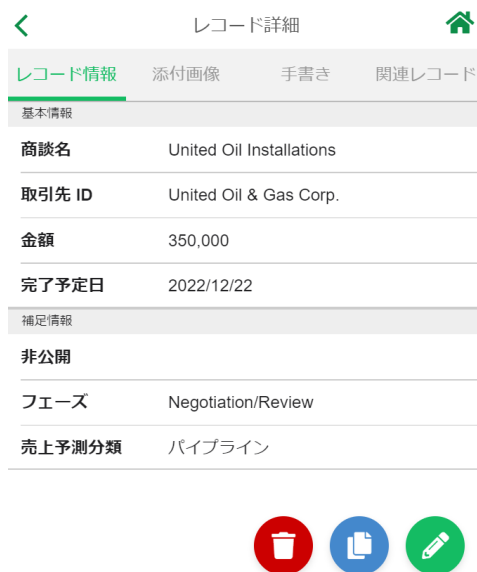 レコード詳細
レコード情報 添付画像 手書き 関連レコード
基本情報
商談名 United Oil Installations
取引先 ID United Oil & Gas Corp.
金額 350,000
完了予定日 2022/12/22
補足情報
非公開
フェーズ Negotiation/Review
売上予測分類 パイプライン